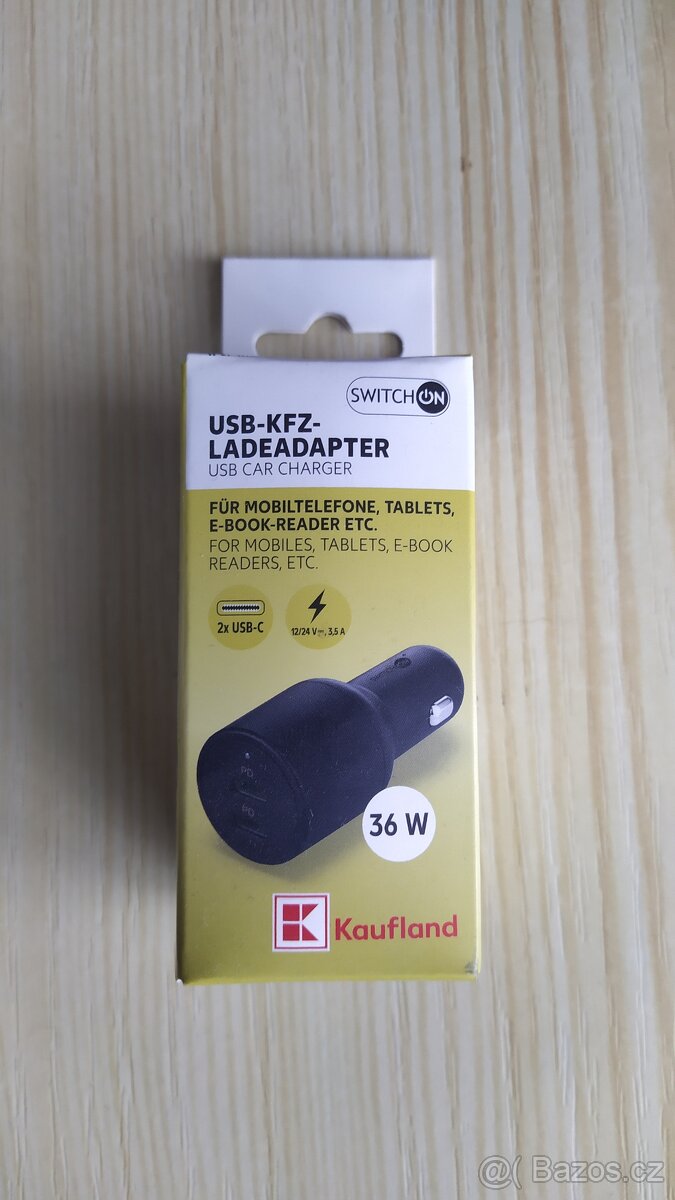 SWITCH ON
USB-KFZ-
LADEADAPTER
USB CAR CHARGER
FÜR MOBILTELEFONE, TABLETS,
E-BOOK-READER ETC.
FOR MOBILES, TABLETS, E-BOOK
READERS, ETC.
2x USB-C
12/24 V⎓, 3,5 A
36 W
Kaufland
@( Bazos.cz